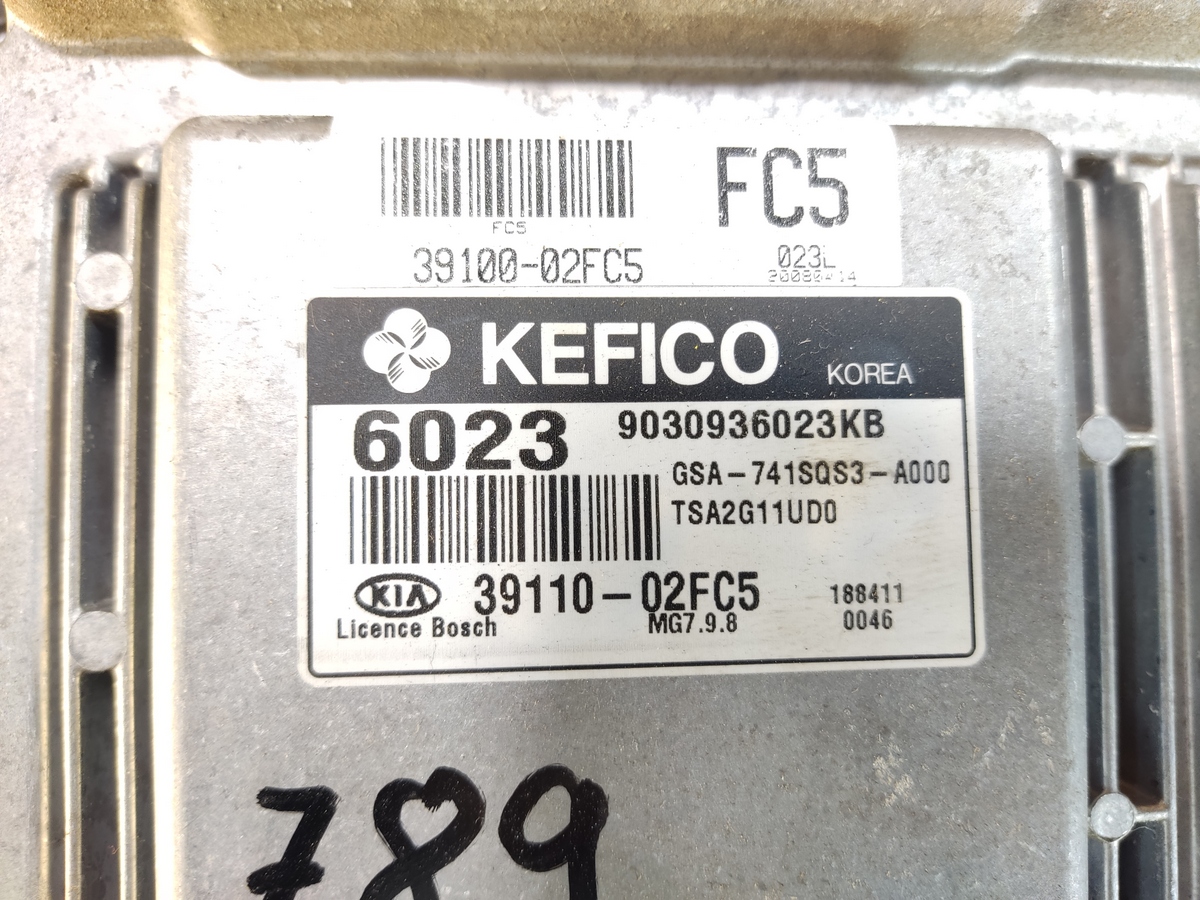 FC5
FC5
39100-02FC5
023L
KEFICO KOREA
6023 9030936023KB
GSA-741SQS3-A000
TSA2G11UD0
KIA 39110-02FC5 188411
Licence Bosch MG7.9.8 0046
789